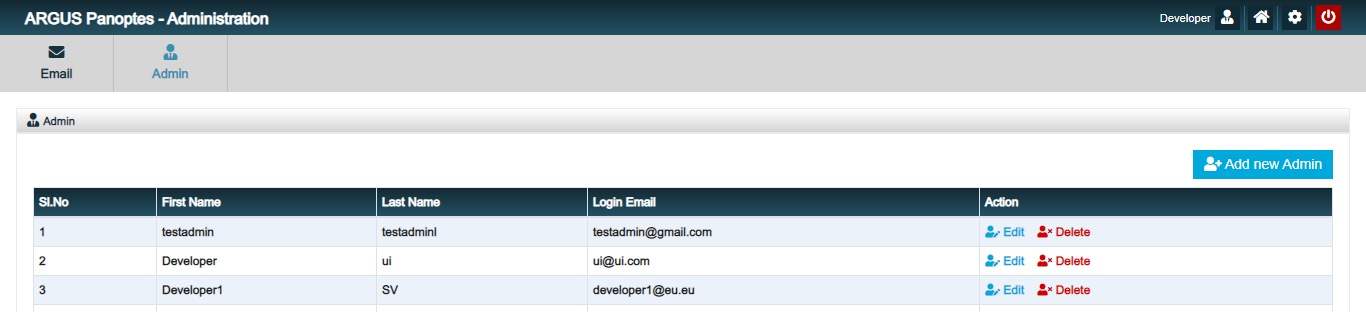 ARGUS Panoptes - Administration
Developer
Email
Admin
Admin
Add new Admin
Sl.No First Name Last Name Login Email Action
1 testadmin testadminl testadmin@gmail.com Edit Delete
2 Developer ui ui@ui.com Edit Delete
3 Developer1 SV developer1@eu.eu Edit Delete